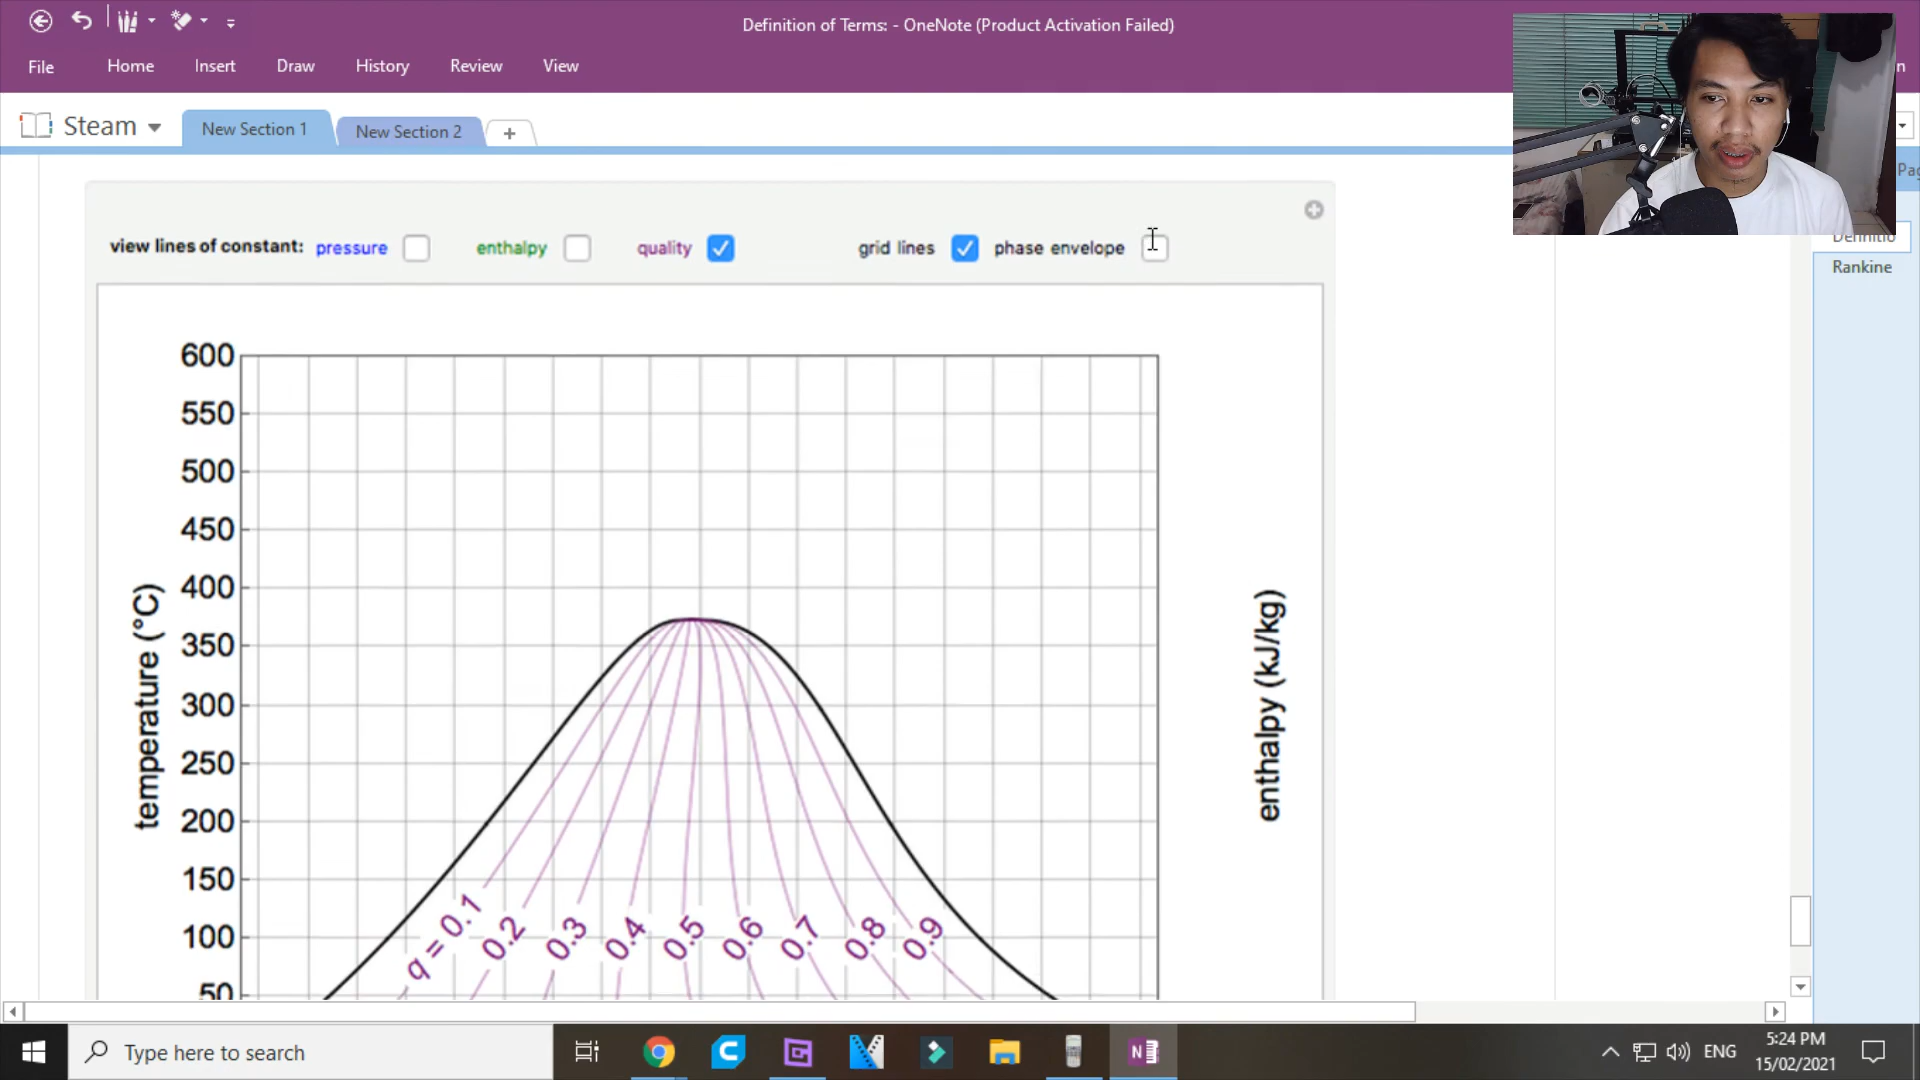 Definition of Terms: - OneNote (Product Activation Failed)
File Home Insert Draw History Review View
Steam New Section 1 New Section 2 +
view lines of constant: pressure enthalpy quality grid lines phase envelope
Definitio
Rankine
600
550
500
450
400
350
300
250
200
150
100
50
temperature (°C)
enthalpy (kJ/kg)
q = 0.1 0.2 0.3 0.4 0.5 0.6 0.7 0.8 0.9
Type here to search
ENG
5:24 PM
15/02/2021